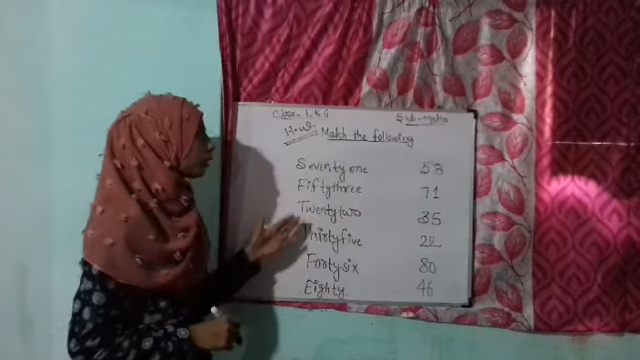 Class - LKG Sub - maths
H.W Match the following
Seventy one 53
Fiftythree 71
Twentytwo 35
Thirtyfive 22
Fortysix 80
Eighty 46